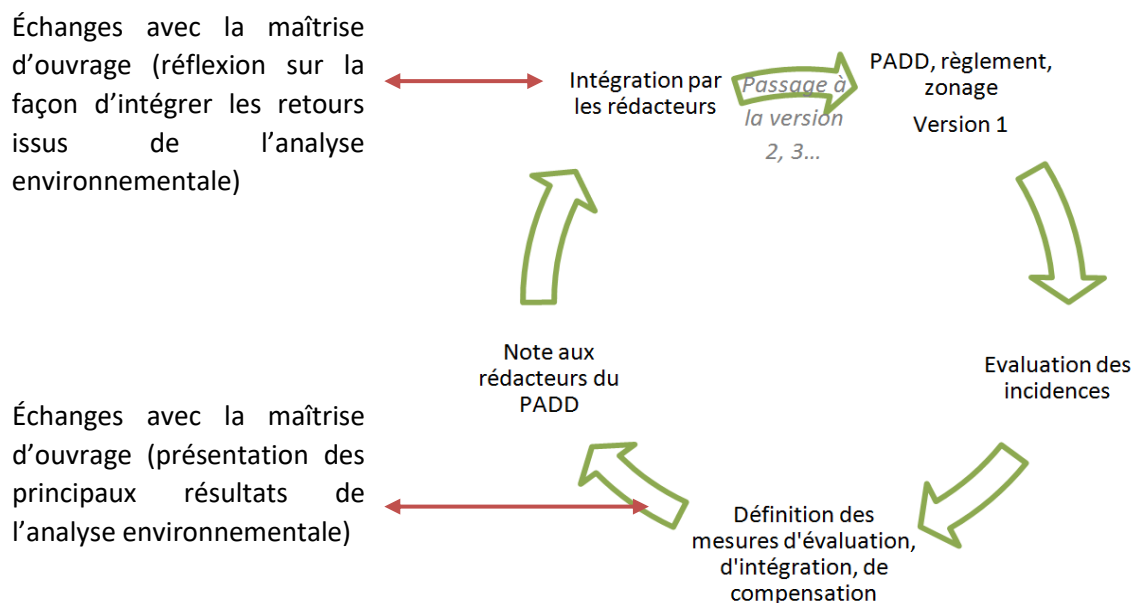 Échanges avec la maîtrise
d’ouvrage (réflexion sur la
façon d’intégrer les retours
issus de l’analyse
environnementale)
Intégration par
les rédacteurs
Passage à
la version
2, 3…
PADD, règlement,
zonage
Version 1
Evaluation des
incidences
Définition des
mesures d'évaluation,
d'intégration, de
compensation
Note aux
rédacteurs du
PADD
Échanges avec la maîtrise
d’ouvrage (présentation des
principaux résultats de
l’analyse environnementale)